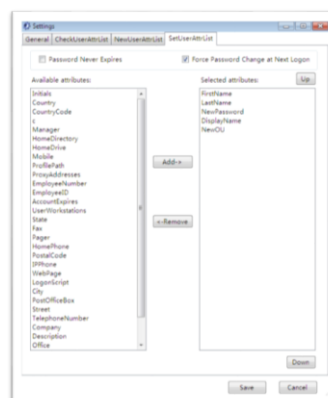 Settings
General CheckUserAttrList NewUserAttrList SetUserAttrList
Password Never Expires Force Password Change at Next Logon
Available attributes: Selected attributes: Up
Initials
Country
CountryCode
c
Manager
HomeDirectory
HomeDrive
Mobile
ProfilePath
ProxyAddresses
EmployeeNumber
EmployeeID
AccountExpires
UserWorkstations
State
Fax
Pager
HomePhone
PostalCode
IPPhone
WebPage
LogonScript
City
PostOfficeBox
Street
TelephoneNumber
Company
Description
Office
Add->
<-Remove
FirstName
LastName
NewPassword
DisplayName
NewOU
Down
Save Cancel